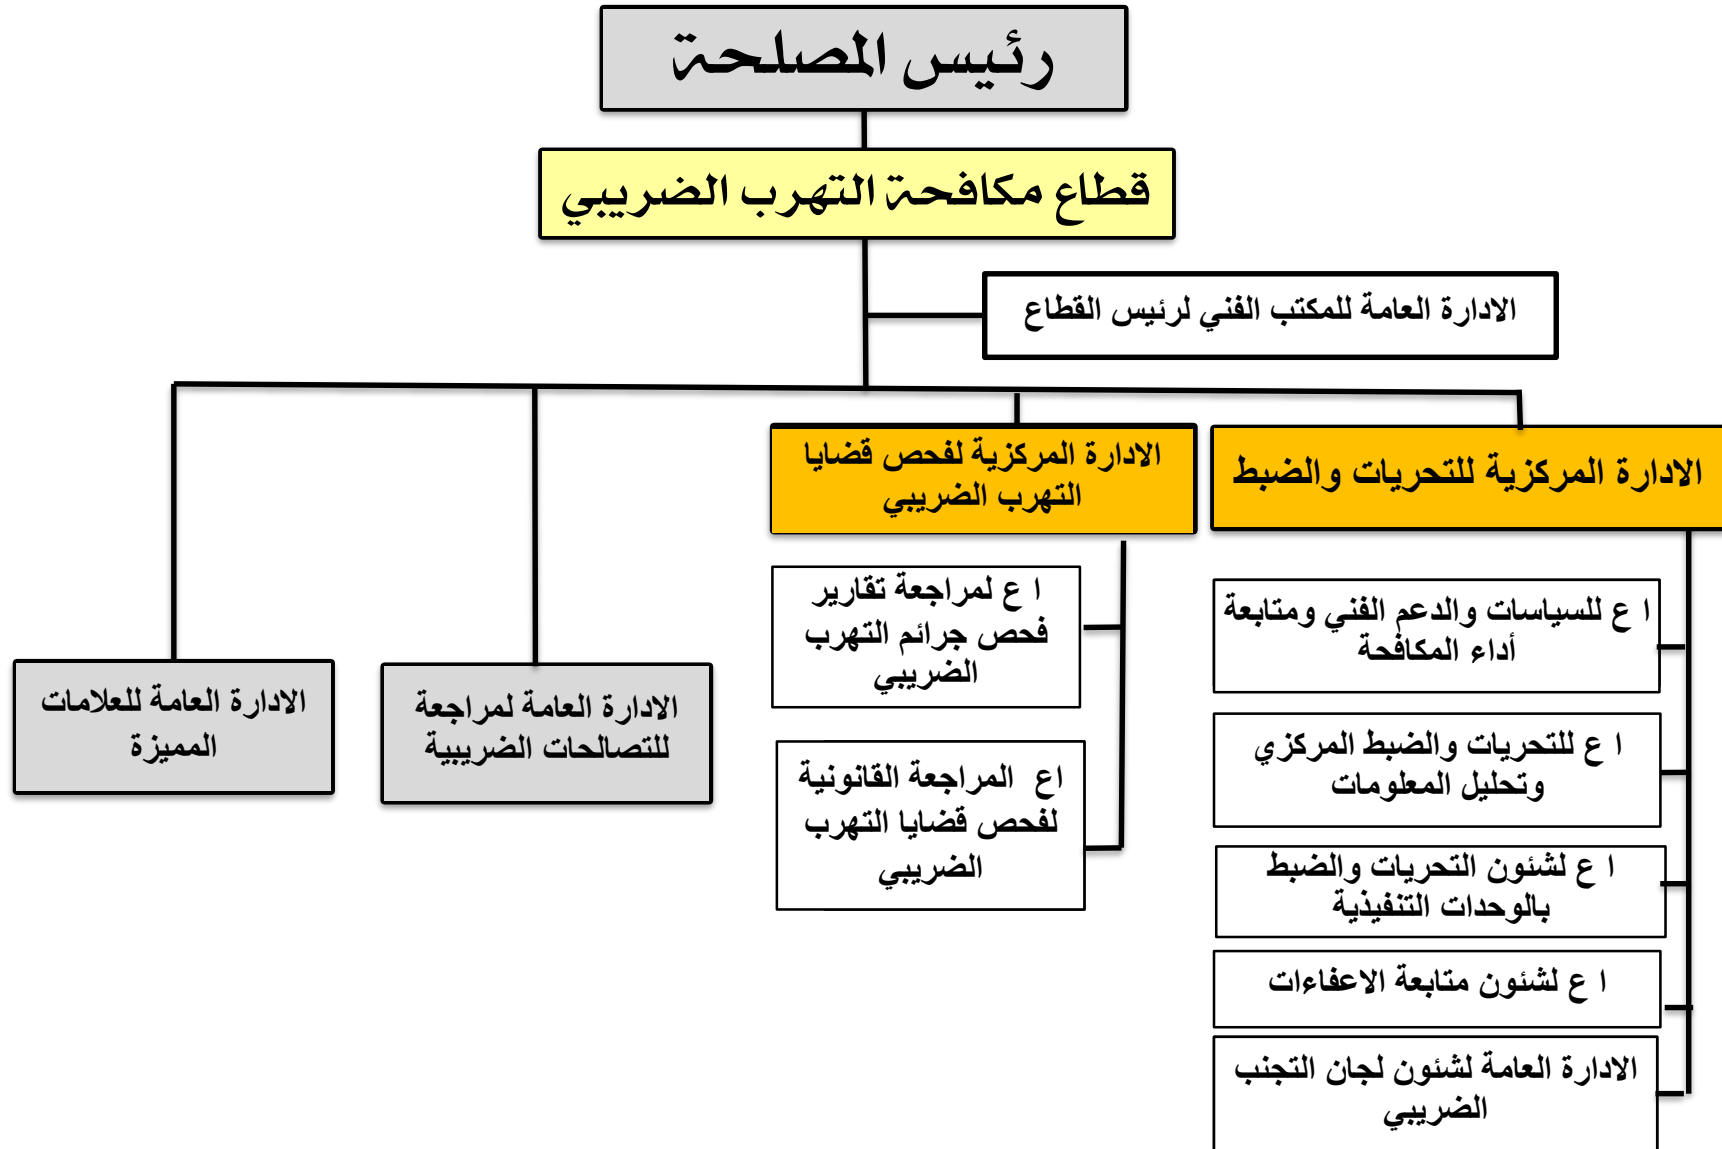 رئيس المصلحة
قطاع مكافحة التهرب الضريبي
الادارة العامة للمكتب الفني لرئيس القطاع
الادارة المركزية للتحريات والضبط
ا ع للسياسات والدعم الفني ومتابعة
أداء المكافحة
ا ع للتحريات والضبط المركزي
وتحليل المعلومات
ا ع لشئون التحريات والضبط
بالوحدات التنفيذية
ا ع لشئون متابعة الاعفاءات
الادارة العامة لشئون لجان التجنب
الضريبي
الادارة المركزية لفحص قضايا
التهرب الضريبي
ا ع لمراجعة تقارير
فحص جرائم التهرب
الضريبي
اع المراجعة القانونية
لفحص قضايا التهرب
الضريبي
الادارة العامة لمراجعة
للتصالحات الضريبية
الادارة العامة للعلامات
المميزة